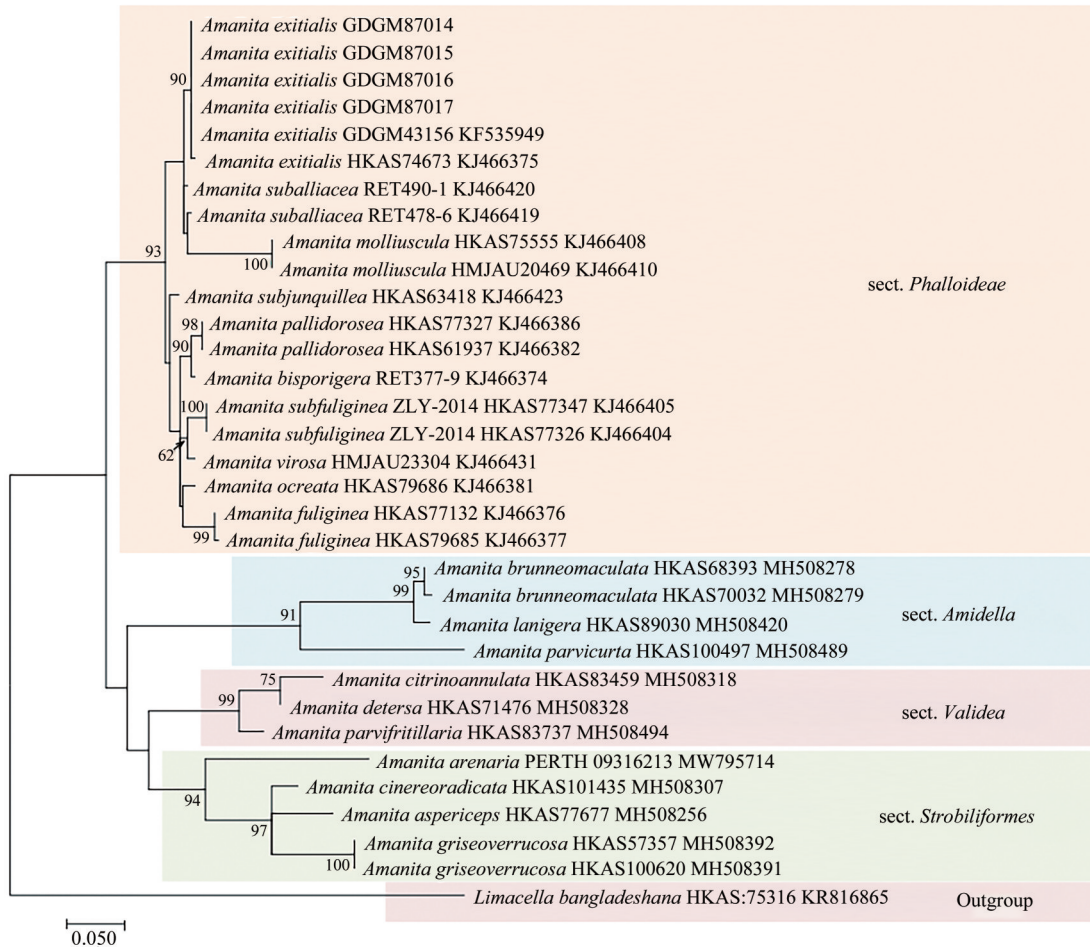 Amanita exitialis GDGM87014
Amanita exitialis GDGM87015
90
Amanita exitialis GDGM87016
Amanita exitialis GDGM87017
Amanita exitialis GDGM43156 KF535949
Amanita exitialis HKAS74673 KJ466375
Amanita suballiacea RET490-1 KJ466420
Amanita suballiacea RET478-6 KJ466419
93
Amanita molliuscula HKAS75555 KJ466408
100
Amanita molliuscula HMJAU20469 KJ466410
sect. Phalloideae
Amanita subjunquillea HKAS63418 KJ466423
98
Amanita pallidorosea HKAS77327 KJ466386
90
Amanita pallidorosea HKAS61937 KJ466382
Amanita bisporigera RET377-9 KJ466374
100
Amanita subfuliginea ZLY-2014 HKAS77347 KJ466405
Amanita subfuliginea ZLY-2014 HKAS77326 KJ466404
62
Amanita virosa HMJAU23304 KJ466431
Amanita ocreata HKAS79686 KJ466381
Amanita fuliginea HKAS77132 KJ466376
99
Amanita fuliginea HKAS79685 KJ466377
95
Amanita brunneomaculata HKAS68393 MH508278
99
Amanita brunneomaculata HKAS70032 MH508279
91
sect. Amidella
Amanita lanigera HKAS89030 MH508420
Amanita parvicurta HKAS100497 MH508489
75
Amanita citrinoannulata HKAS83459 MH508318
99
Amanita detersa HKAS71476 MH508328
sect. Validea
Amanita parvifritillaria HKAS83737 MH508494
Amanita arenaria PERTH 09316213 MW795714
94
Amanita cinereoradicata HKAS101435 MH508307
97
Amanita aspericeps HKAS77677 MH508256
sect. Strobiliformes
Amanita griseoverrucosa HKAS57357 MH508392
100
Amanita griseoverrucosa HKAS100620 MH508391
Limacella bangladeshana HKAS:75316 KR816865
Outgroup
0.050